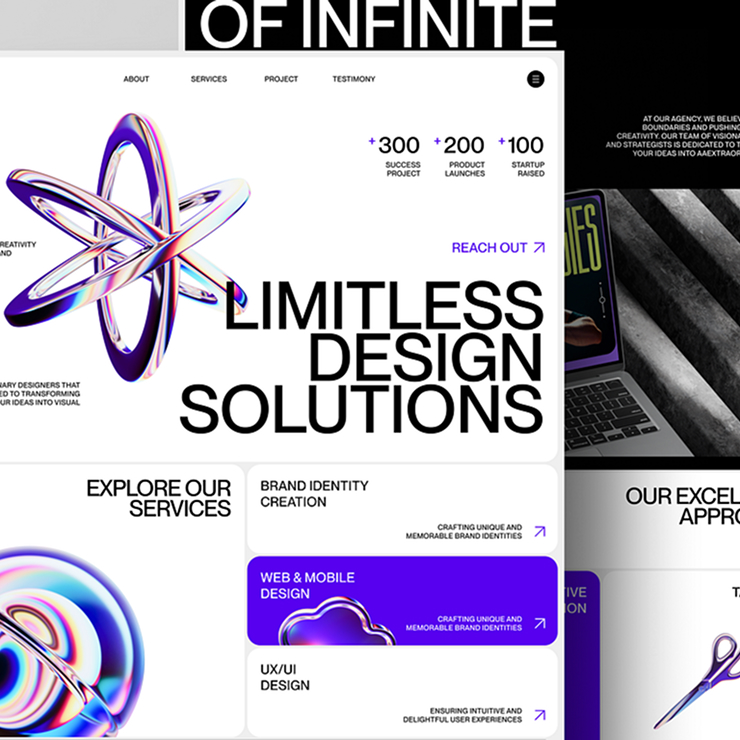 OF INFINITE
ABOUT
SERVICES
PROJECT
TESTIMONY
+300
SUCCESS
PROJECT
+200
PRODUCT
LAUNCHES
+100
STARTUP
RAISED
REATIVITY
ND
REACH OUT
LIMITLESS
DESIGN
SOLUTIONS
NARY DESIGNERS THAT
ED TO TRANSFORMING
UR IDEAS INTO VISUAL
EXPLORE OUR
SERVICES
BRAND IDENTITY
CREATION
CRAFTING UNIQUE AND
MEMORABLE BRAND IDENTITIES
WEB & MOBILE
DESIGN
CRAFTING UNIQUE AND
MEMORABLE BRAND IDENTITIES
UX/UI
DESIGN
ENSURING INTUITIVE AND
DELIGHTFUL USER EXPERIENCES
AT OUR AGENCY, WE BELIEV
BOUNDARIES AND PUSHING
CREATIVITY. OUR TEAM OF VISIONA
AND STRATEGISTS IS DEDICATED TO T
YOUR IDEAS INTO AAEXTRAOR
OUR EXCEL
APPRO
TIVE
ION